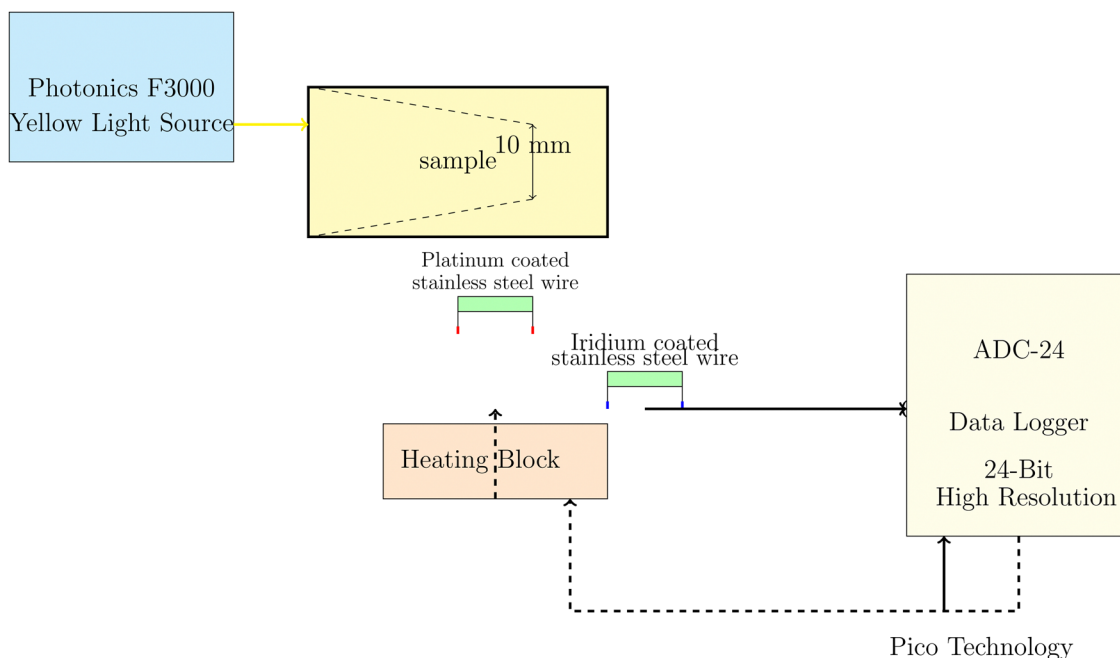 Photonics F3000
Yellow Light Source
10 mm
sample
Platinum coated
stainless steel wire
Iridium coated
stainless steel wire
ADC-24
Data Logger
24-Bit
High Resolution
Heating Block
Pico Technology